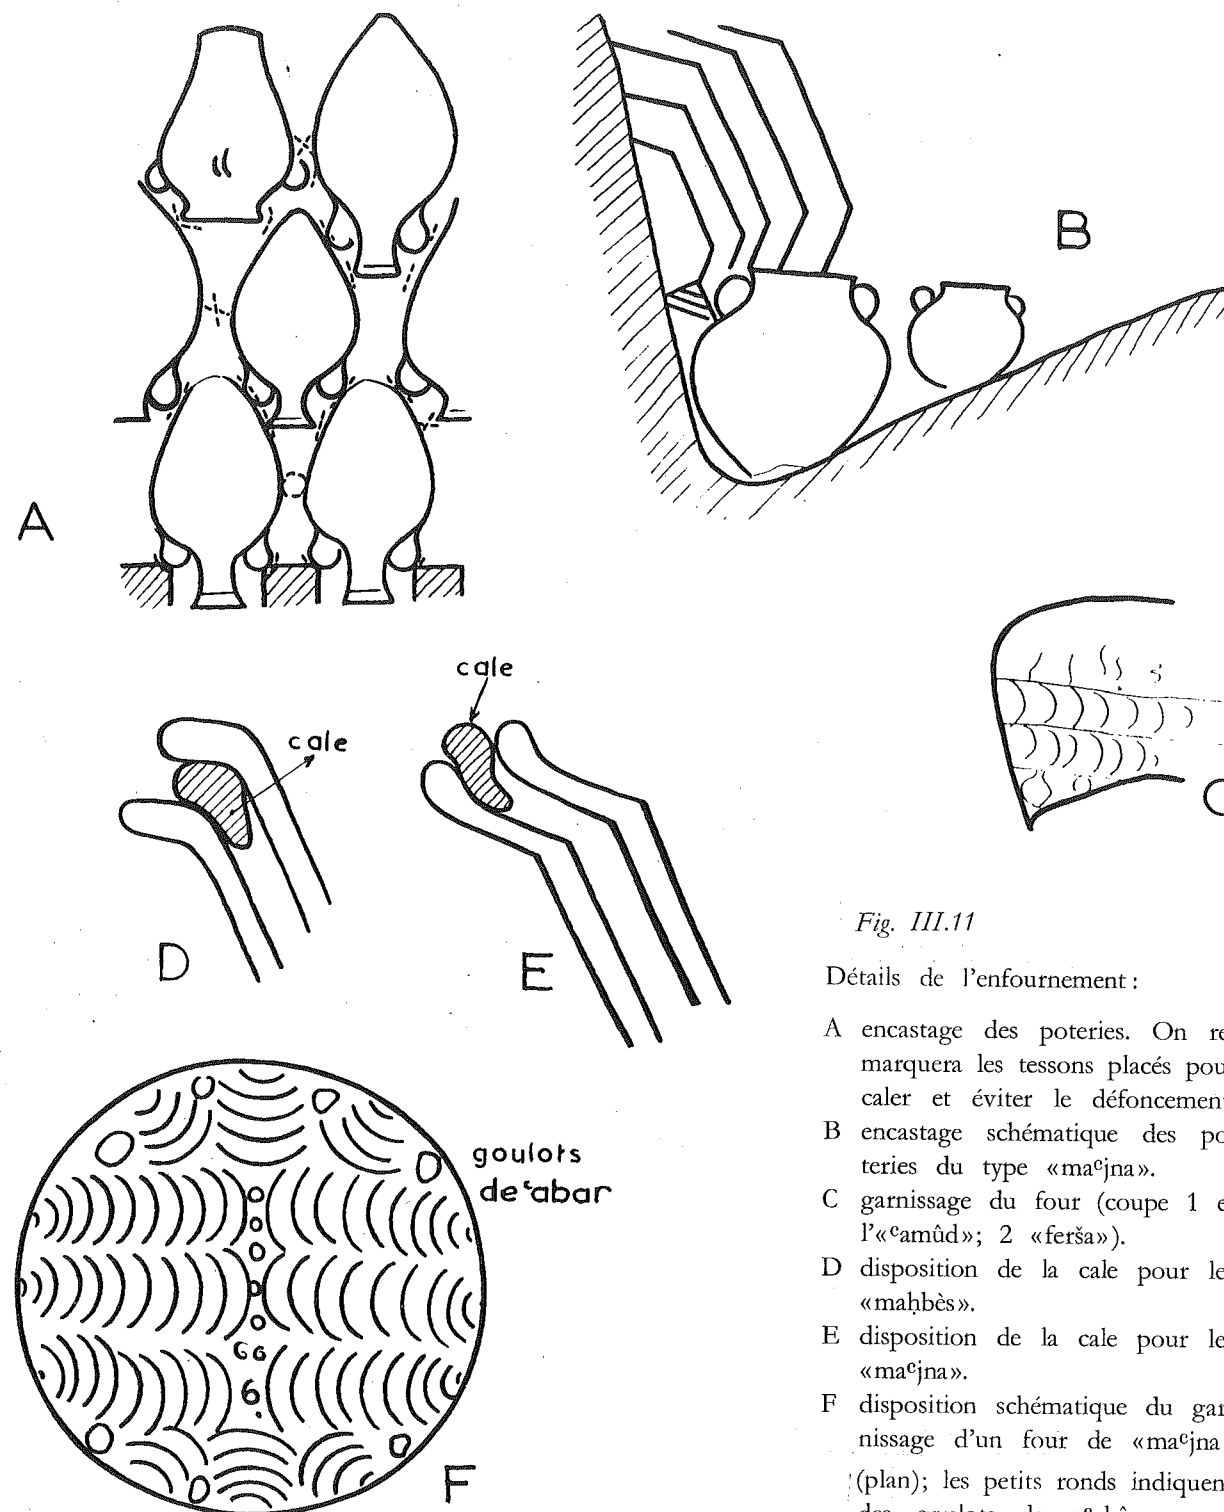 A
B
cale
cale
C
D
E
goulots
de ʿabar
F
Fig. III.11
Détails de l'enfournement :
A encastage des poteries. On re
marquera les tessons placés pou
caler et éviter le défoncemen
B encastage schématique des po
teries du type «maᶜjna».
C garnissage du four (coupe 1 e
l'«ᶜamûd»; 2 «ferša»).
D disposition de la cale pour le
«maḥbès».
E disposition de la cale pour le
«maᶜjna».
F disposition schématique du gar
nissage d'un four de «maᶜjna
(plan); les petits ronds indiquen